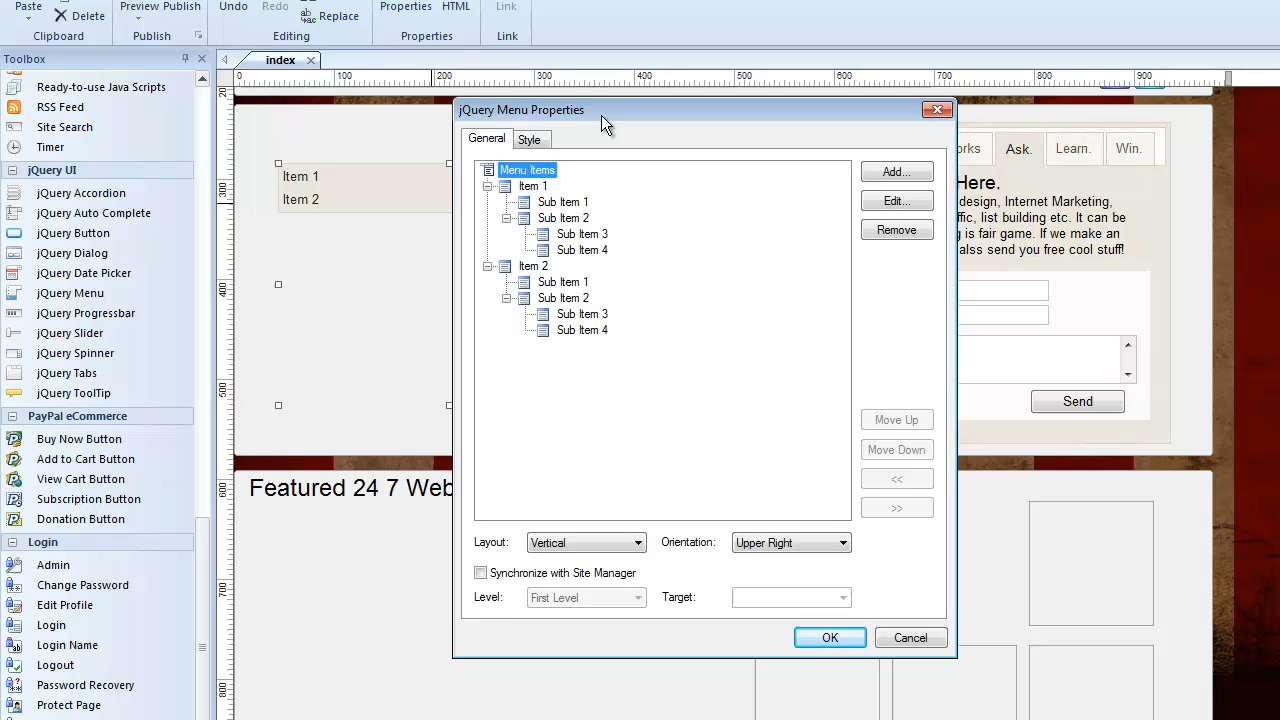 Paste
Delete
Clipboard
Preview Publish
Publish
Undo
Redo
Replace
Editing
Properties
HTML
Properties
Link
Link
Toolbox
index
0 100 200 300 400 500 600 700 800 900
Ready-to-use Java Scripts
RSS Feed
Site Search
Timer
jQuery UI
jQuery Accordion
jQuery Auto Complete
jQuery Button
jQuery Dialog
jQuery Date Picker
jQuery Menu
jQuery Progressbar
jQuery Slider
jQuery Spinner
jQuery Tabs
jQuery ToolTip
PayPal eCommerce
Buy Now Button
Add to Cart Button
View Cart Button
Subscription Button
Donation Button
Login
Admin
Change Password
Edit Profile
Login
Login Name
Logout
Password Recovery
Protect Page
300
400
500
600
700
800
Item 1
Item 2
Featured 24 7 Web
jQuery Menu Properties
General
Style
Menu Items
Item 1
Sub Item 1
Sub Item 2
Sub Item 3
Sub Item 4
Item 2
Sub Item 1
Sub Item 2
Sub Item 3
Sub Item 4
Add...
Edit...
Remove
Move Up
Move Down
<<
>>
Layout: Vertical
Orientation: Upper Right
Synchronize with Site Manager
Level: First Level
Target:
OK
Cancel
orks
Ask.
Learn.
Win.
Here.
design, Internet Marketing,
ffic, list building etc. It can be
g is fair game. If we make an
alss send you free cool stuff!
Send